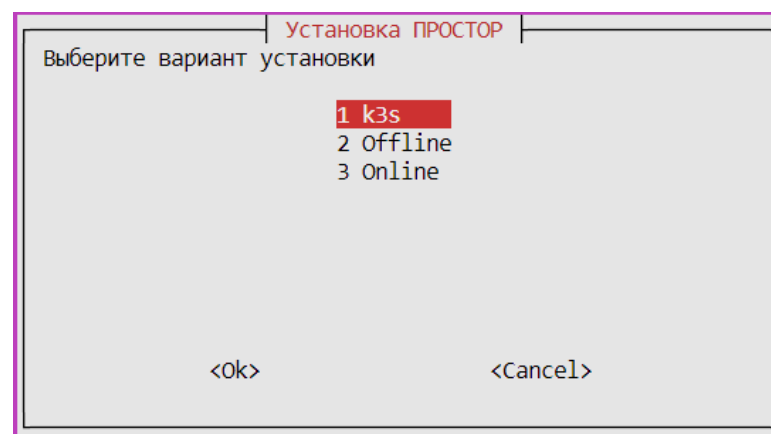 Установка ПРОСТОР
Выберите вариант установки
1 k3s
2 Offline
3 Online
<Ok> <Cancel>